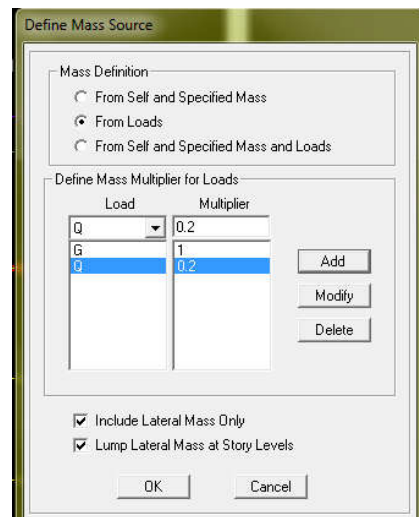 Define Mass Source
Mass Definition
From Self and Specified Mass
From Loads
From Self and Specified Mass and Loads
Define Mass Multiplier for Loads
Load Multiplier
Q 0.2
G 1
Q 0.2
Add
Modify
Delete
Include Lateral Mass Only
Lump Lateral Mass at Story Levels
OK Cancel